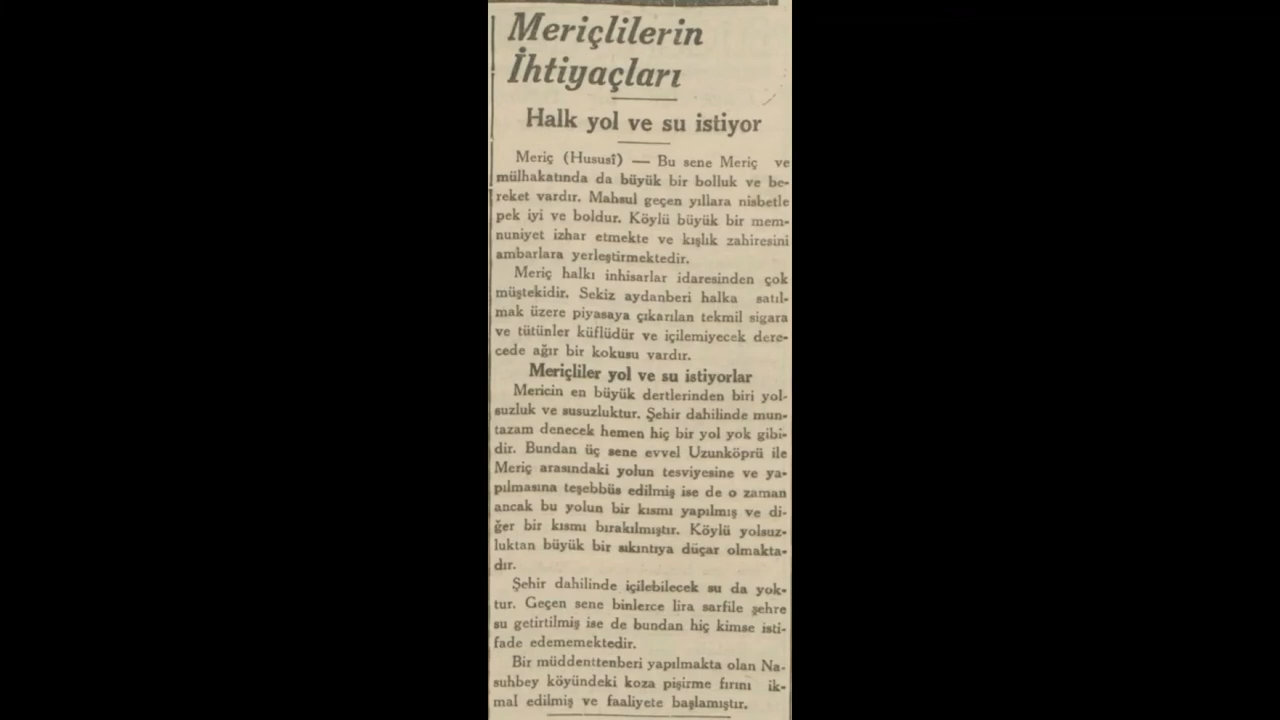 Meriçlilerin
İhtiyaçları
Halk yol ve su istiyor
Meriç (Hususî) — Bu sene Meriç ve
mülhakatında da büyük bir bolluk ve be-
reket vardır. Mahsul geçen yıllara nisbetle
pek iyi ve boldur. Köylü büyük bir mem-
nuniyet izhar etmekte ve kışlık zahiresini
ambarlara yerleştirmektedir.
Meriç halkı inhisarlar idaresinden çok
müştekidir. Sekiz aydanberi halka satıl-
mak üzere piyasaya çıkarılan tekmil sigara
ve tütünler küflüdür ve içilemiyecek dere-
cede ağır bir kokusu vardır.
Meriçliler yol ve su istiyorlar
Mericin en büyük dertlerinden biri yol-
suzluk ve susuzluktur. Şehir dahilinde mun-
tazam denecek hemen hiç bir yol yok gibi-
dir. Bundan üç sene evvel Uzunköprü ile
Meriç arasındaki yolun tesviyesine ve ya-
pılmasına teşebbüs edilmiş ise de o zaman
ancak bu yolun bir kısmı yapılmış ve di-
ğer bir kısmı bırakılmıştır. Köylü yolsuz-
luktan büyük bir sıkıntıya düçar olmakta-
dır.
Şehir dahilinde içilebilecek su da yok-
tur. Geçen sene binlerce lira sarfile şehre
su getirtilmiş ise de bundan hiç kimse isti-
fade edememektedir.
Bir müddenttenberi yapılmakta olan Na-
suhbey köyündeki koza pişirme fırını ik-
mal edilmiş ve faaliyete başlamıştır.